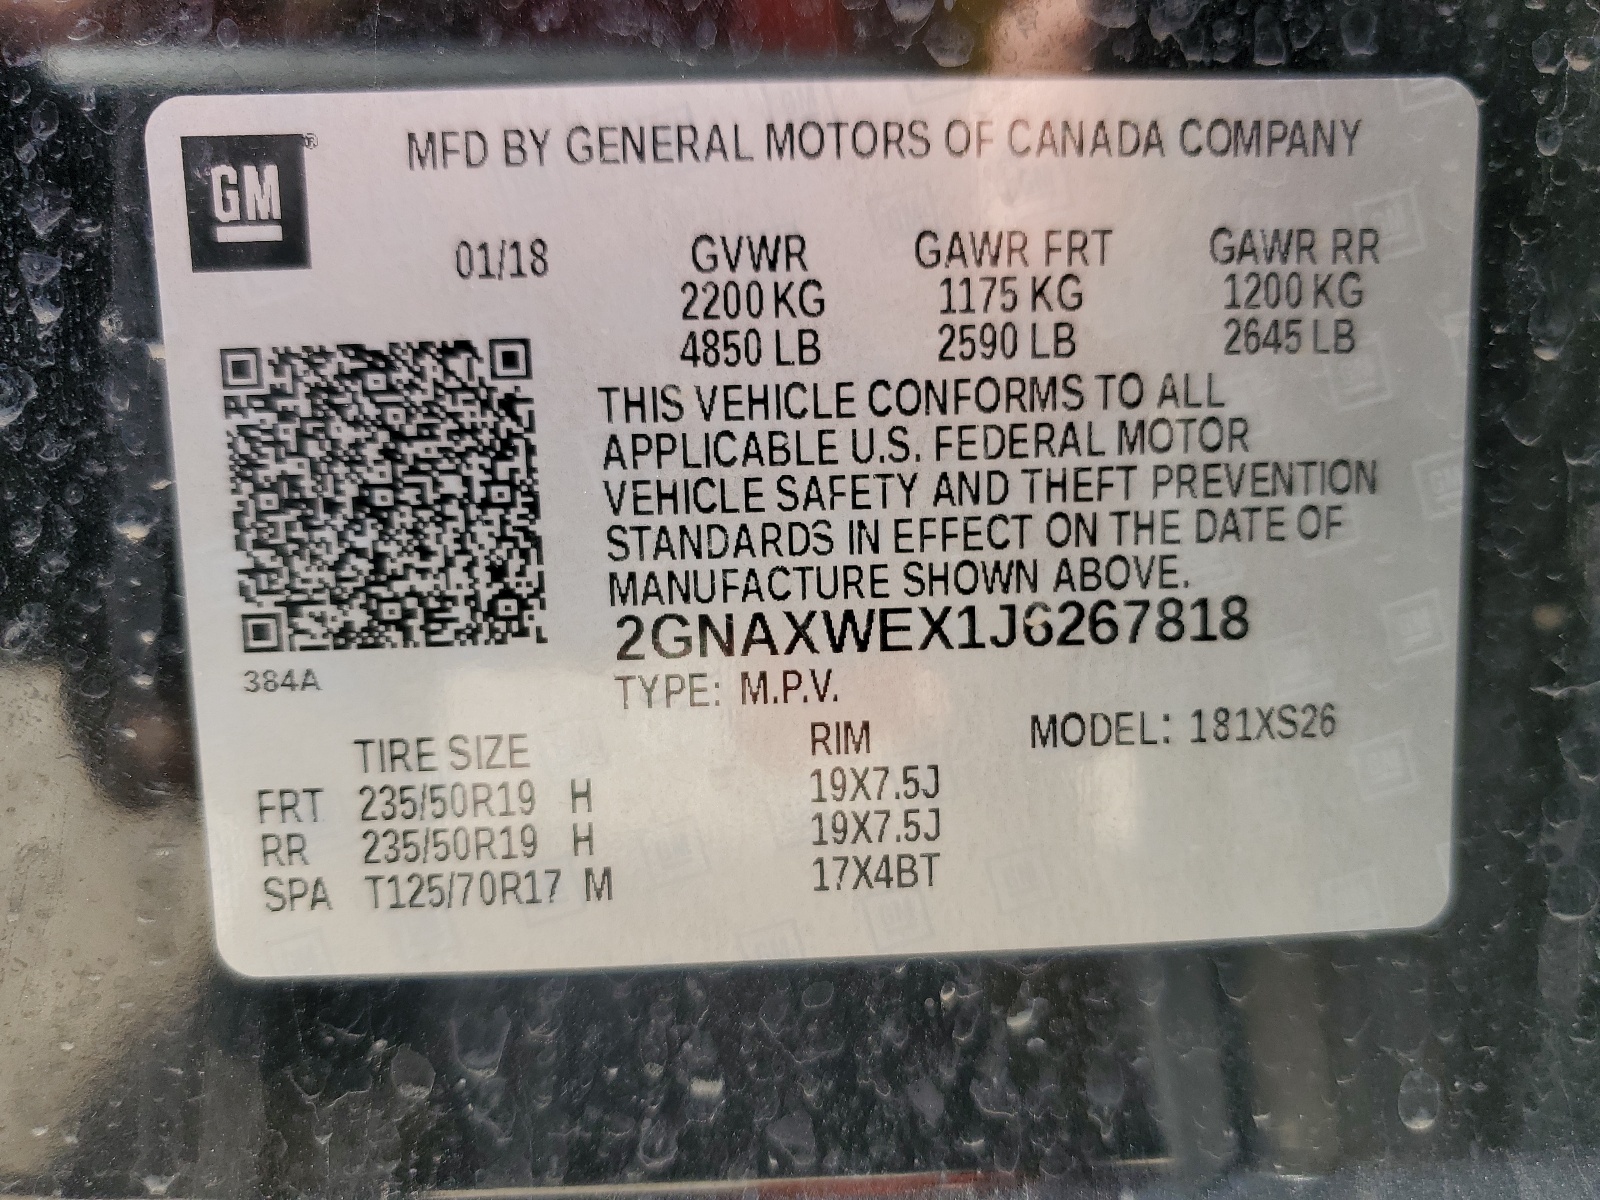 GM
MFD BY GENERAL MOTORS OF CANADA COMPANY
01/18 GVWR GAWR FRT GAWR RR
2200 KG 1175 KG 1200 KG
4850 LB 2590 LB 2645 LB
THIS VEHICLE CONFORMS TO ALL
APPLICABLE U.S. FEDERAL MOTOR
VEHICLE SAFETY AND THEFT PREVENTION
STANDARDS IN EFFECT ON THE DATE OF
MANUFACTURE SHOWN ABOVE.
2GNAXWEX1J6267818
384A
TYPE: M.P.V.
TIRE SIZE RIM MODEL: 181XS26
FRT 235/50R19 H 19X7.5J
RR 235/50R19 H 19X7.5J
SPA T125/70R17 M 17X4BT